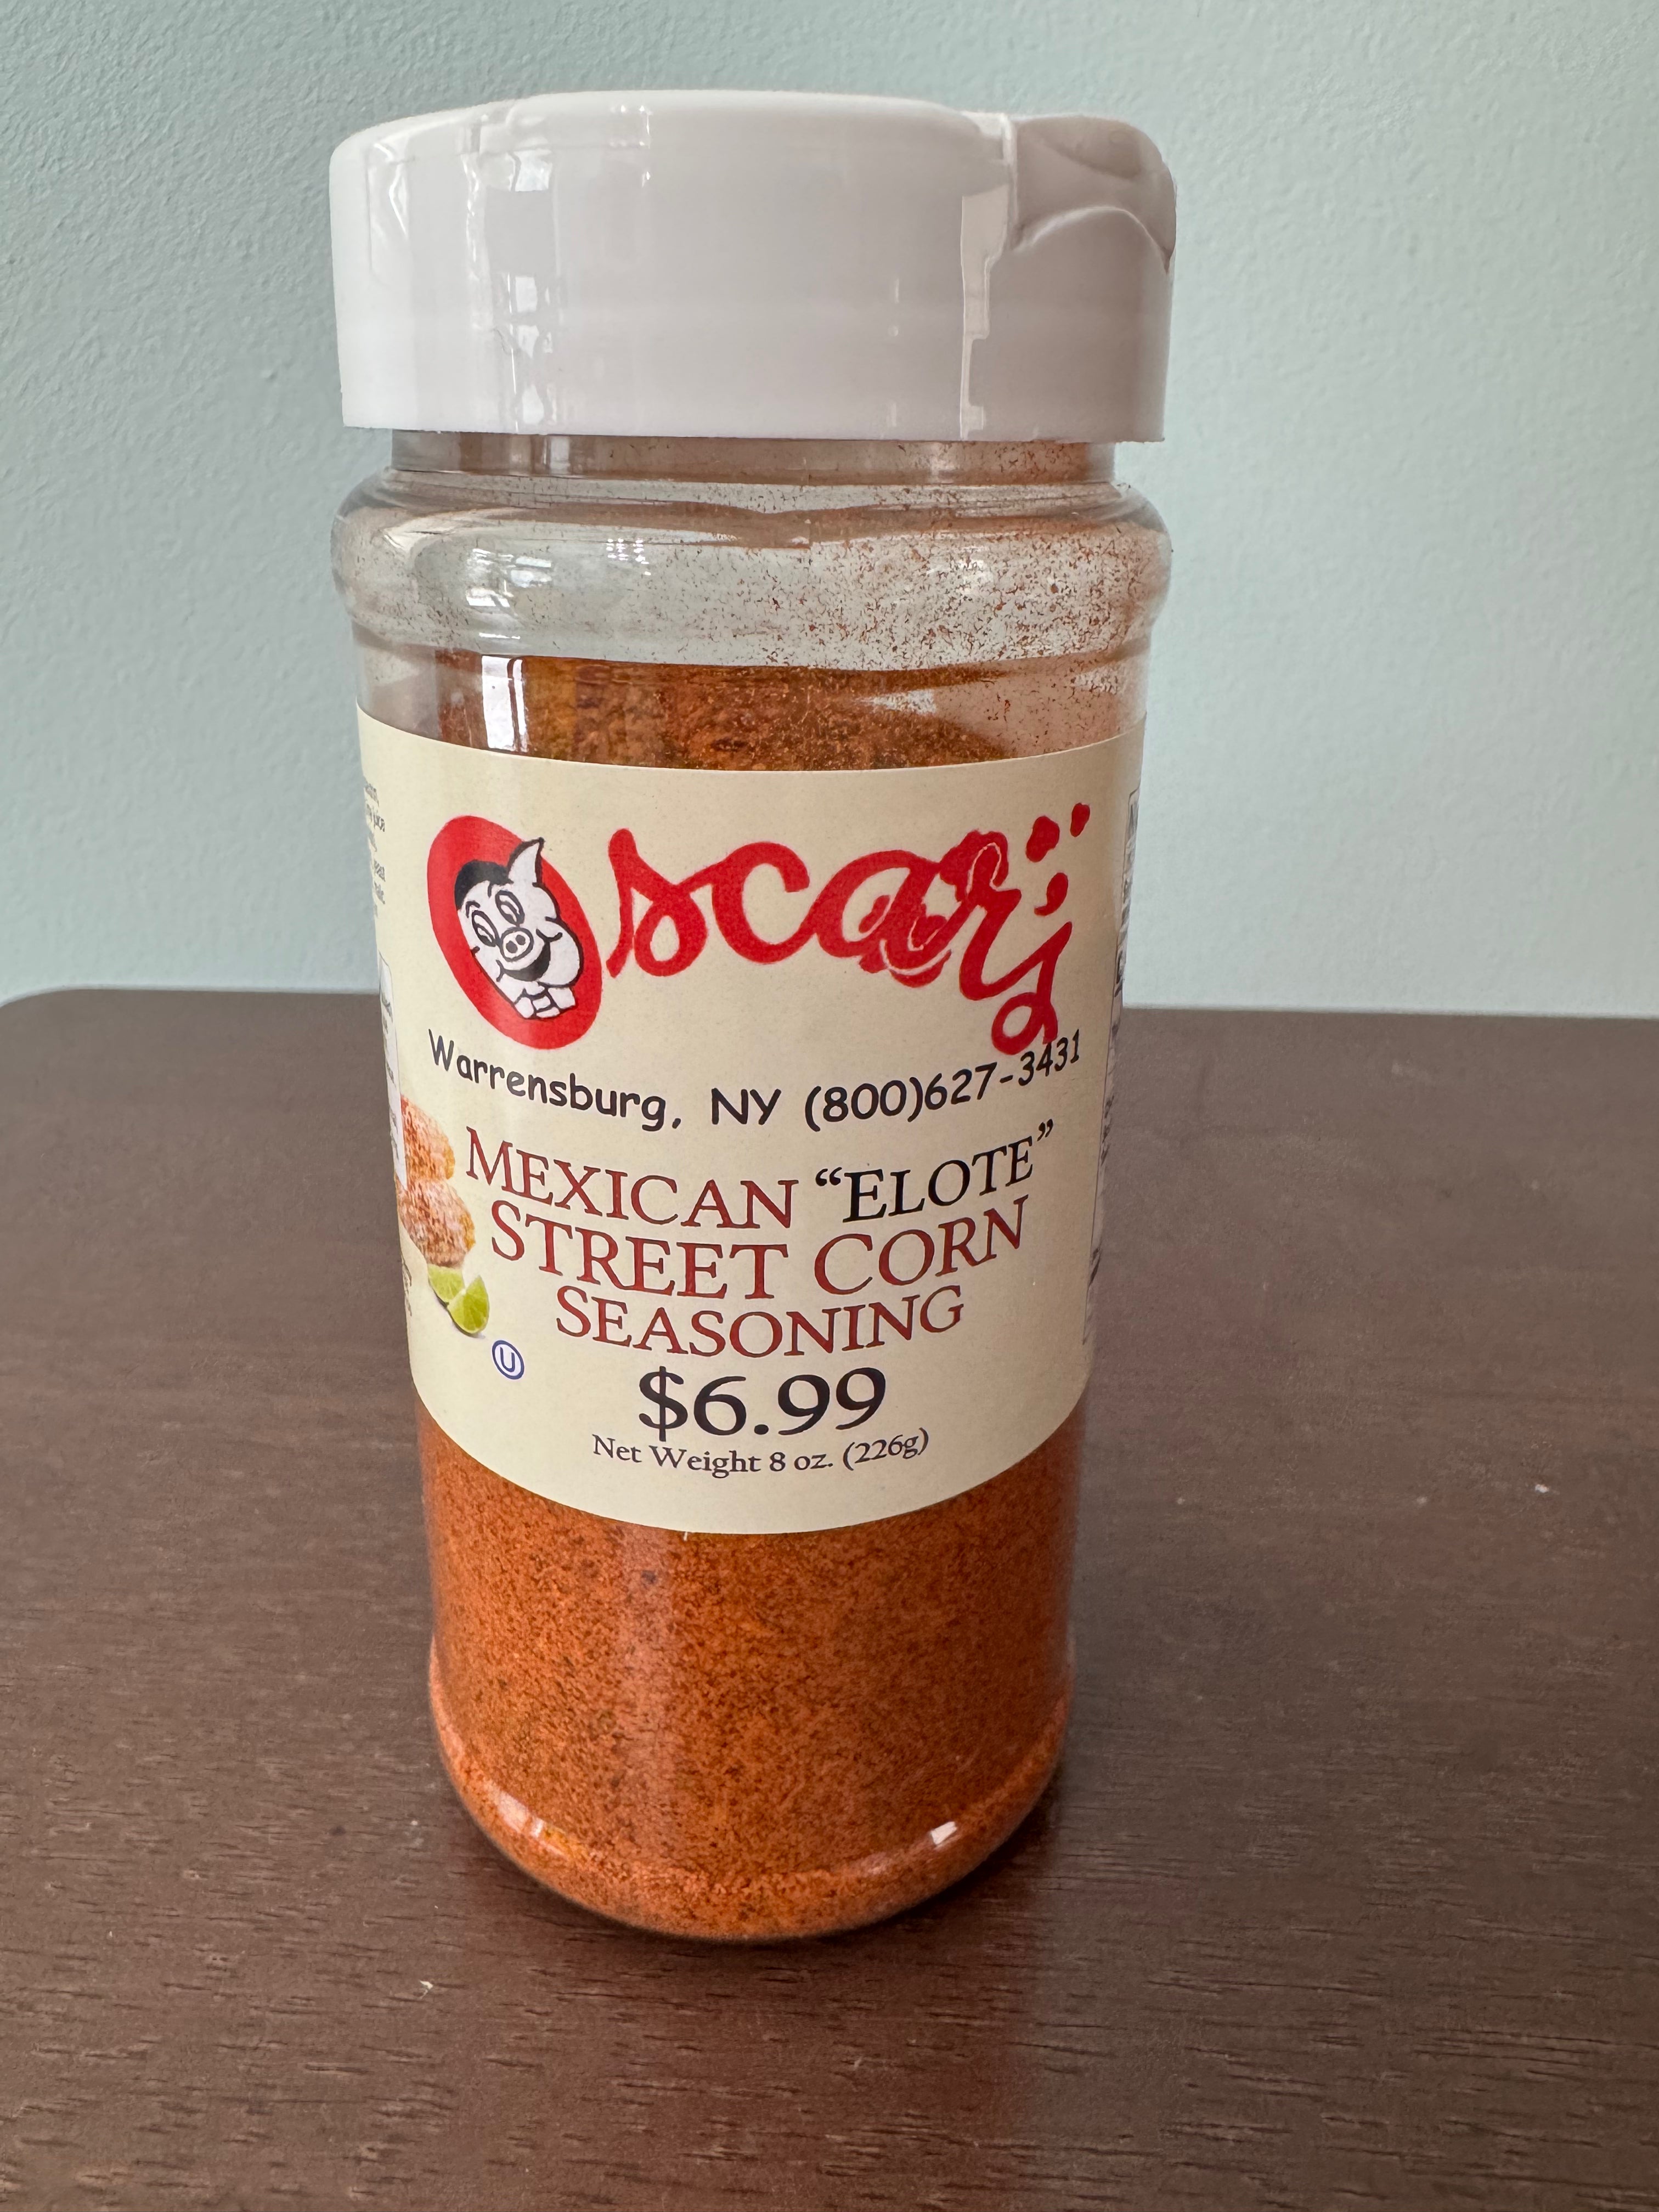 Oscar's
Warrensburg, NY (800)627-3431
MEXICAN “ELOTE”
STREET CORN
SEASONING
U
$6.99
Net Weight 8 oz. (226g)